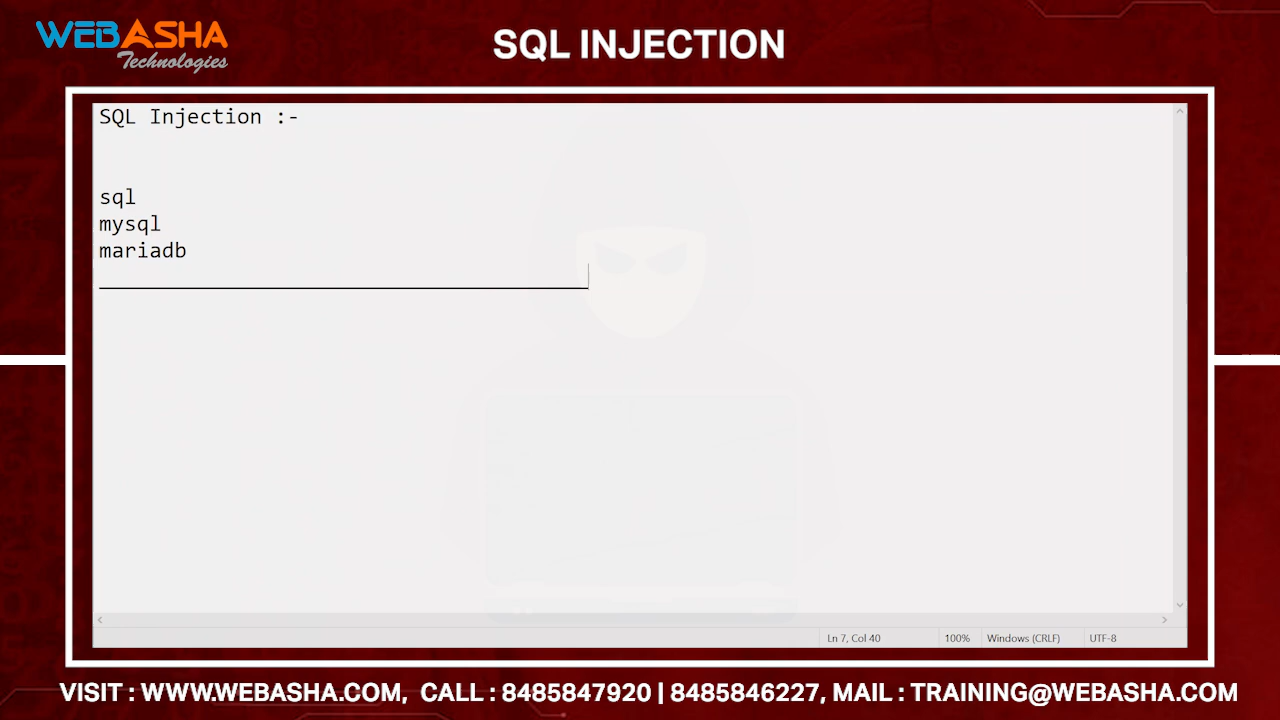 WEBASHA
Technologies
SQL INJECTION
SQL Injection :-
sql
mysql
mariadb
Ln 7, Col 40
100%
Windows (CRLF)
UTF-8
VISIT : WWW.WEBASHA.COM, CALL : 8485847920 | 8485846227, MAIL : TRAINING@WEBASHA.COM